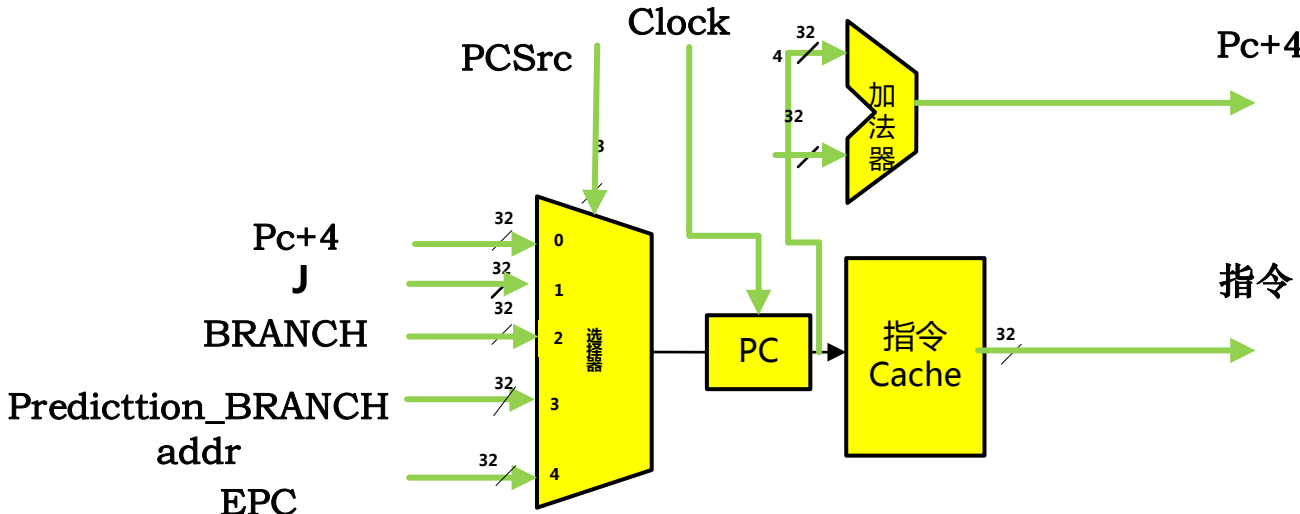 Clock
PCSrc
32
4
Pc+4
加法器
32
3
Pc+4
32
0
J
32
1
BRANCH
32
2
选择器
PC
指令
Cache
32
指令
Predicttion_BRANCH
addr
32
3
EPC
32
4